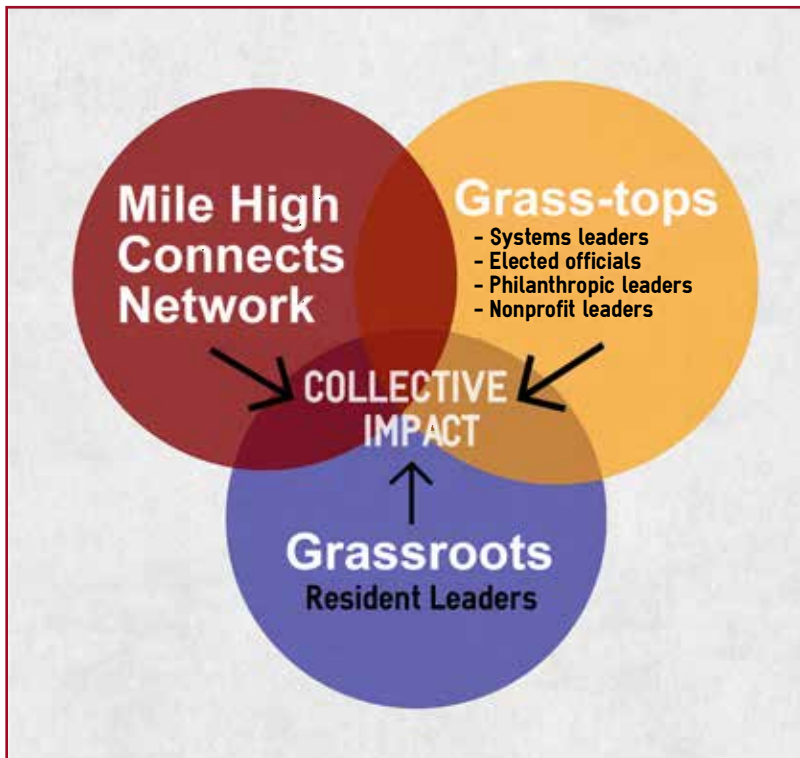 Mile High
Connects
Network
Grass-tops
- Systems leaders
- Elected officials
- Philanthropic leaders
- Nonprofit leaders
COLLECTIVE
IMPACT
Grassroots
Resident Leaders